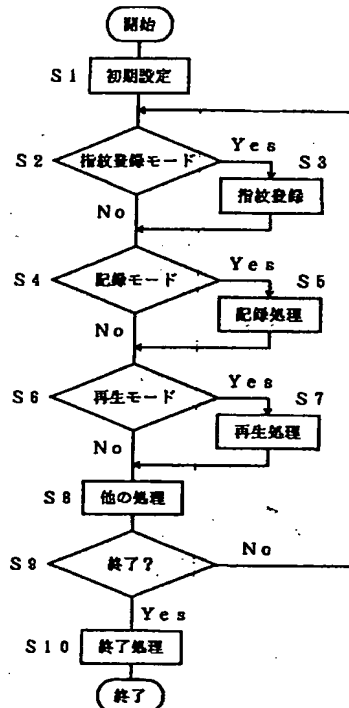 開始
S1 初期設定
S2 指紋登録モード Yes S3
指紋登録
No
S4 記録モード Yes S5
記録処理
No
S6 再生モード Yes S7
再生処理
No
S8 他の処理
S9 終了? No
Yes
S10 終了処理
終了